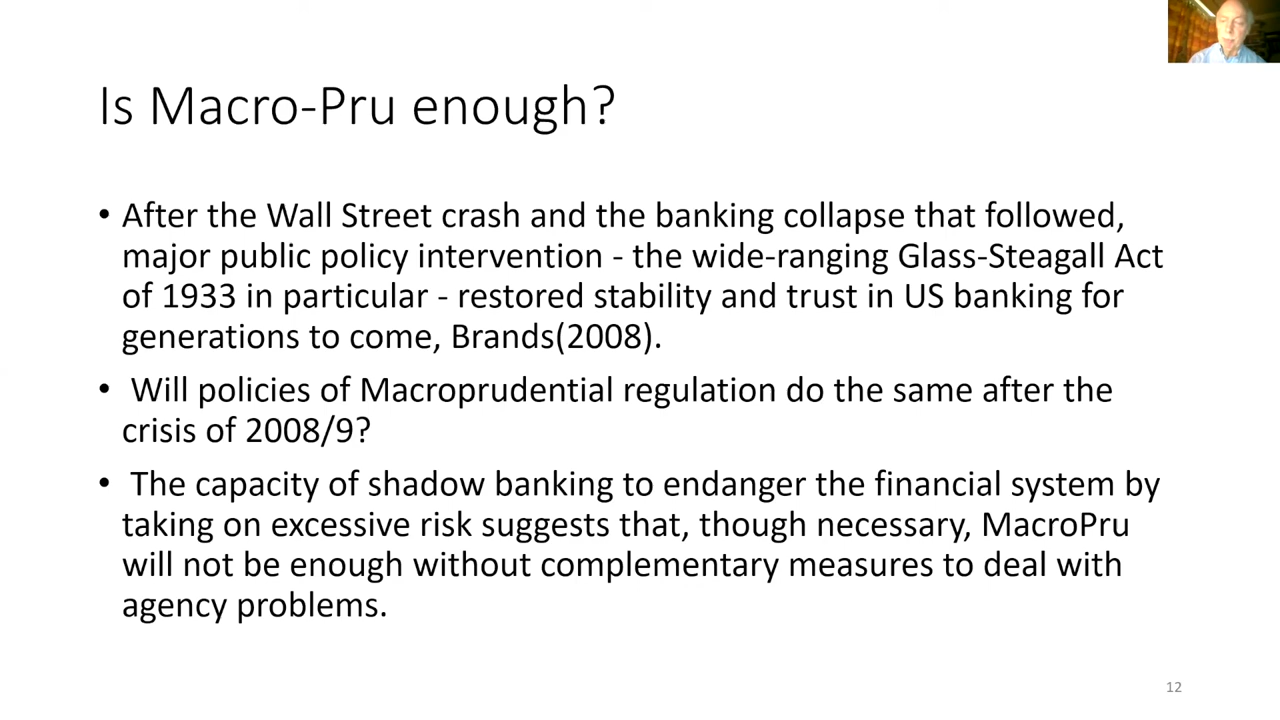 Is Macro-Pru enough?
• After the Wall Street crash and the banking collapse that followed,
major public policy intervention - the wide-ranging Glass-Steagall Act
of 1933 in particular - restored stability and trust in US banking for
generations to come, Brands(2008).
• Will policies of Macroprudential regulation do the same after the
crisis of 2008/9?
• The capacity of shadow banking to endanger the financial system by
taking on excessive risk suggests that, though necessary, MacroPru
will not be enough without complementary measures to deal with
agency problems.
12